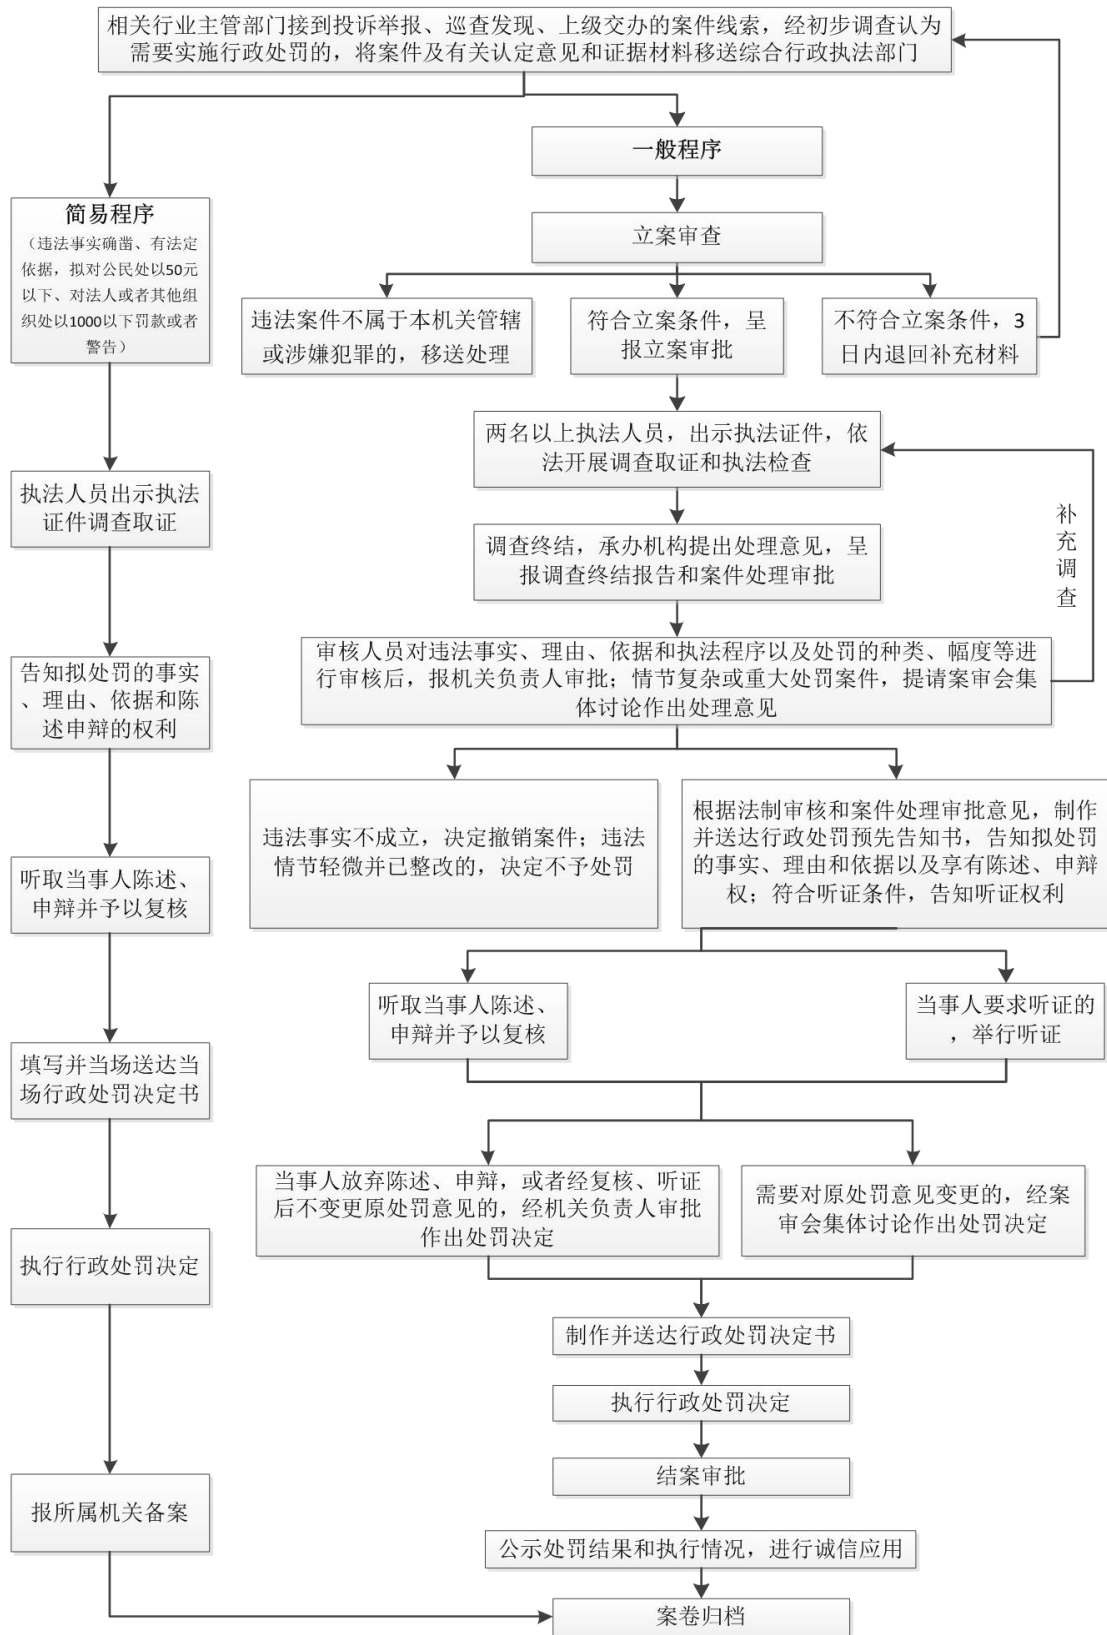 相关行业主管部门接到投诉举报、巡查发现、上级交办的案件线索，经初步调查认为
需要实施行政处罚的，将案件及有关认定意见和证据材料移送综合行政执法部门
一般程序
简易程序
（违法事实确凿、有法定
依据，拟对公民处以50元
以下、对法人或者其他组
织处以1000以下罚款或者
警告）
立案审查
违法案件不属于本机关管辖
或涉嫌犯罪的，移送处理
符合立案条件，呈
报立案审批
不符合立案条件，3
日内退回补充材料
两名以上执法人员，出示执法证件，依
法开展调查取证和执法检查
执法人员出示执法
证件调查取证
补
充
调
查
调查终结，承办机构提出处理意见，呈
报调查终结报告和案件处理审批
审核人员对违法事实、理由、依据和执法程序以及处罚的种类、幅度等进
行审核后，报机关负责人审批；情节复杂或重大处罚案件，提请案审会集
体讨论作出处理意见
告知拟处罚的事实
、理由、依据和陈
述申辩的权利
违法事实不成立，决定撤销案件；违法
情节轻微并已整改的，决定不予处罚
根据法制审核和案件处理审批意见，制作
并送达行政处罚预先告知书，告知拟处罚
的事实、理由和依据以及享有陈述、申辩
权；符合听证条件，告知听证权利
听取当事人陈述、
申辩并予以复核
听取当事人陈述、
申辩并予以复核
当事人要求听证的
，举行听证
填写并当场送达当
场行政处罚决定书
当事人放弃陈述、申辩，或者经复核、听证
后不变更原处罚意见的，经机关负责人审批
作出处罚决定
需要对原处罚意见变更的，经案
审会集体讨论作出处罚决定
执行行政处罚决定
制作并送达行政处罚决定书
执行行政处罚决定
结案审批
报所属机关备案
公示处罚结果和执行情况，进行诚信应用
案卷归档